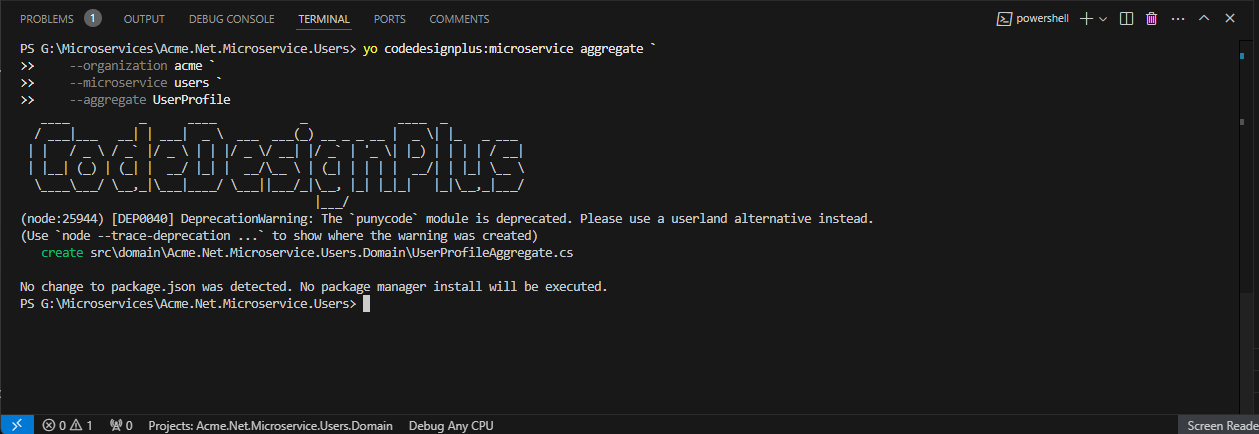 PROBLEMS 1 OUTPUT DEBUG CONSOLE TERMINAL PORTS COMMENTS powershell
PS G:\Microservices\Acme.Net.Microservice.Users> yo codedesignplus:microservice aggregate `
>> --organization acme `
>> --microservice users `
>> --aggregate UserProfile
CodeDesignPlus
(node:25944) [DEP0040] DeprecationWarning: The `punycode` module is deprecated. Please use a userland alternative instead.
(Use `node --trace-deprecation ...` to show where the warning was created)
create src\domain\Acme.Net.Microservice.Users.Domain\UserProfileAggregate.cs
No change to package.json was detected. No package manager install will be executed.
PS G:\Microservices\Acme.Net.Microservice.Users>
0 1 0 Projects: Acme.Net.Microservice.Users.Domain Debug Any CPU Screen Reade